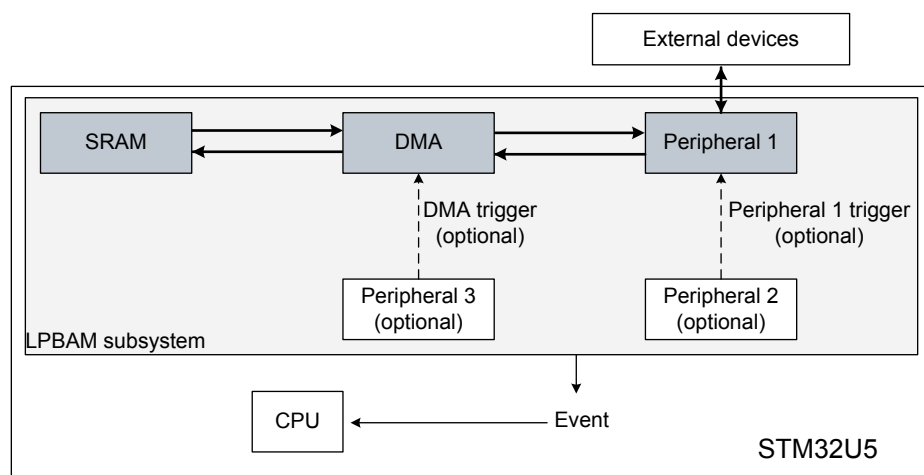 External devices
SRAM
DMA
Peripheral 1
DMA trigger
(optional)
Peripheral 1 trigger
(optional)
Peripheral 3
(optional)
Peripheral 2
(optional)
LPBAM subsystem
CPU
Event
STM32U5